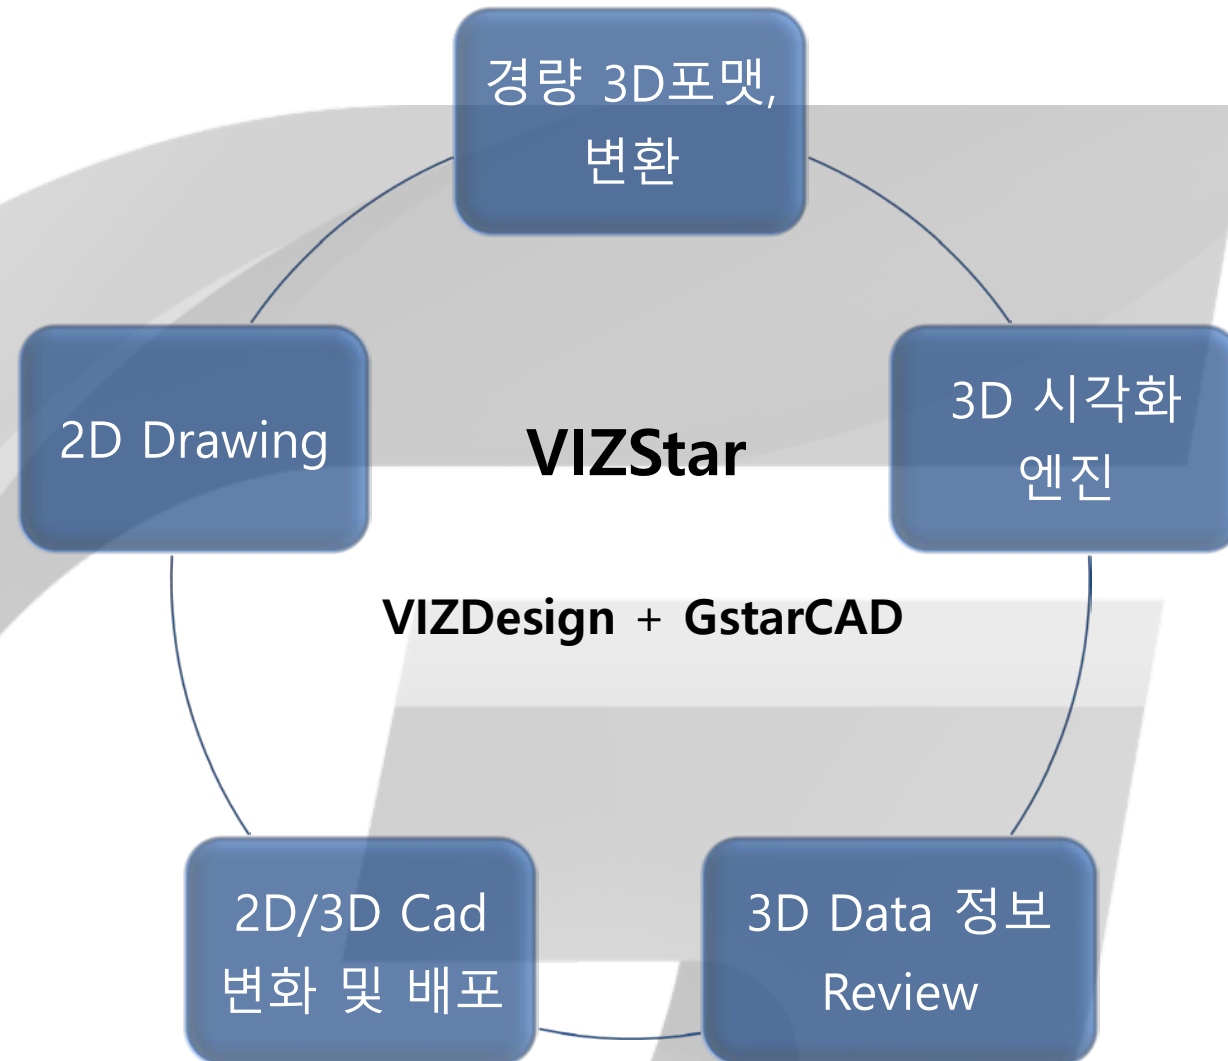 경량 3D포맷,
변환
2D Drawing
3D 시각화
엔진
VIZStar
VIZDesign + GstarCAD
2D/3D Cad
변화 및 배포
3D Data 정보
Review